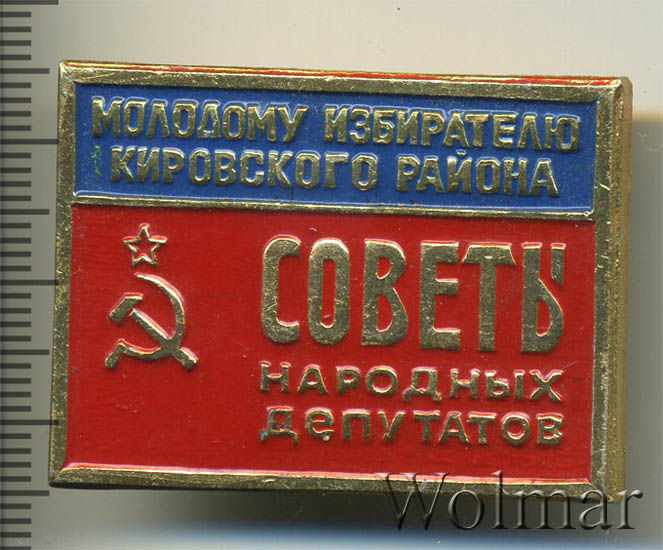 МОЛОДОМУ ИЗБИРАТЕЛЮ
КИРОВСКОГО РАЙОНА
СОВЕТЫ
НАРОДНЫХ
ДЕПУТАТОВ
Wolmar